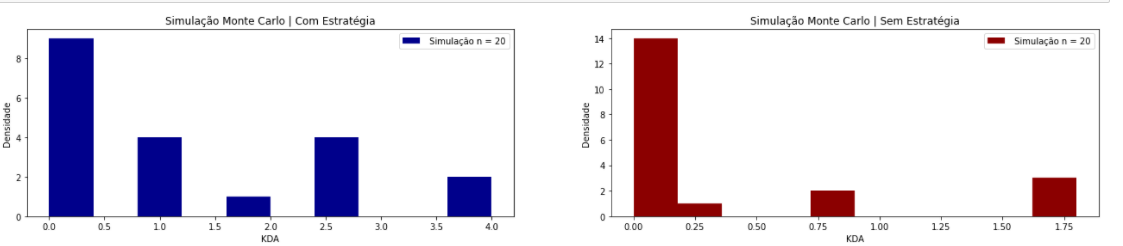 Simulação Monte Carlo | Com Estratégia
Simulação n = 20
Densidade
8
6
4
2
0
0.0 0.5 1.0 1.5 2.0 2.5 3.0 3.5 4.0
KDA
Simulação Monte Carlo | Sem Estratégia
Simulação n = 20
Densidade
14
12
10
8
6
4
2
0
0.00 0.25 0.50 0.75 1.00 1.25 1.50 1.75
KDA